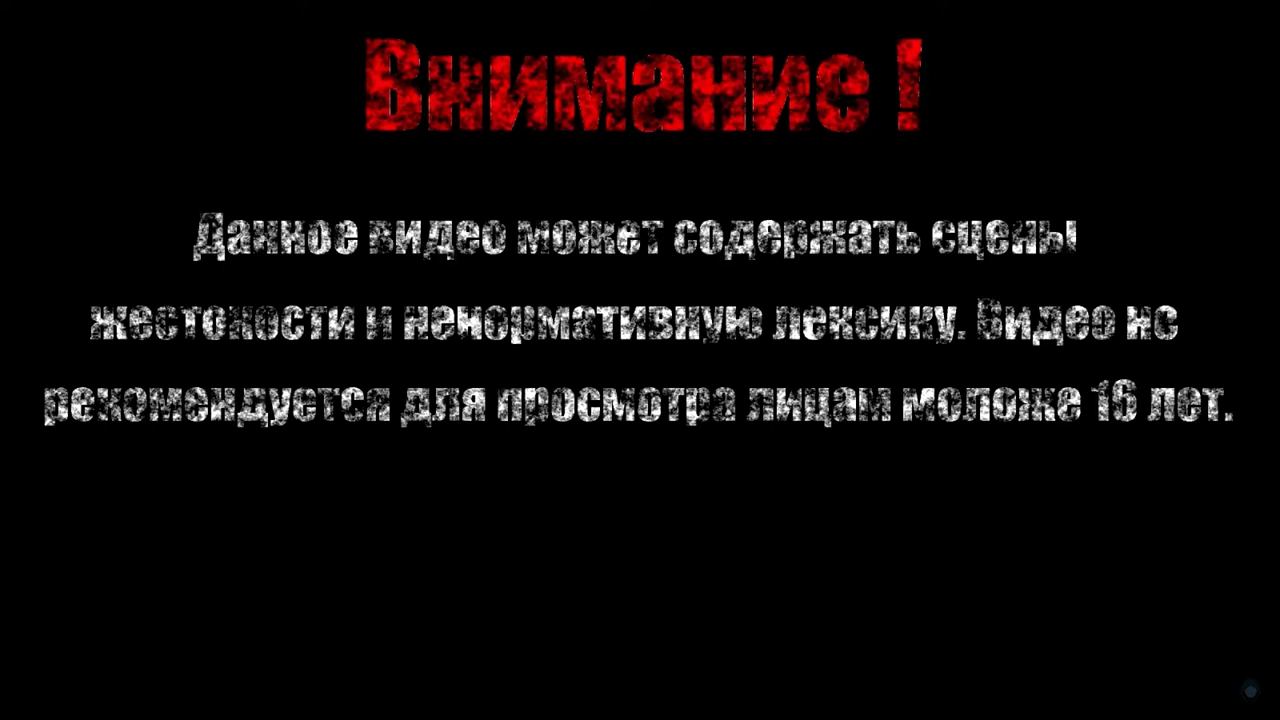 Внимание !
Данное видео может содержать сцены
жестокости и ненормативную лексику. Видео не
рекомендуется для просмотра лицам моложе 16 лет.